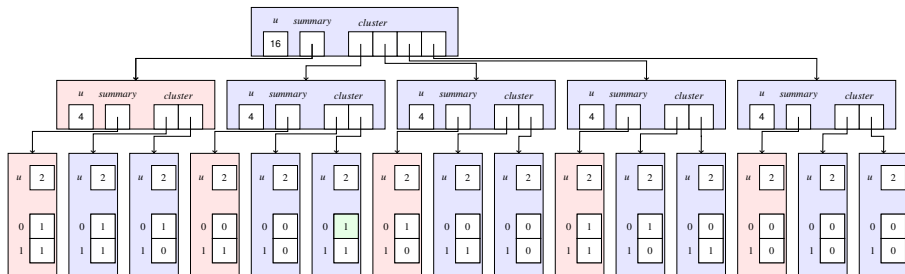 u summary cluster
16
u summary cluster u summary cluster u summary cluster u summary cluster u summary cluster
4 4 4 4 4
u 2 u 2 u 2 u 2 u 2 u 2 u 2 u 2 u 2 u 2 u 2 u 2 u 2 u 2 u 2
0 1 0 1 0 1 0 0 0 0 0 1 0 1 0 1 0 0 0 1 0 1 0 0 0 0 0 0 0 0
1 1 1 1 1 0 1 1 1 0 1 1 1 0 1 0 1 0 1 1 1 0 1 1 1 0 1 0 1 0